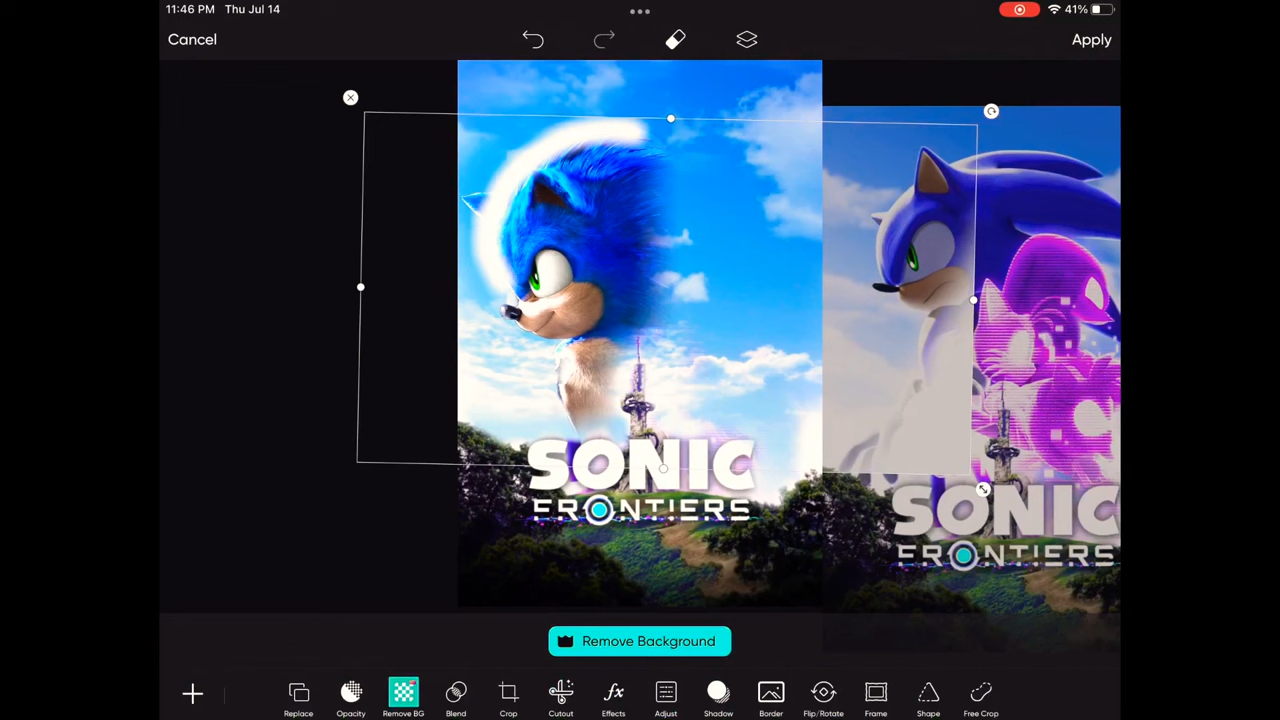 11:46 PM Thu Jul 14
41%
Cancel
Apply
SONIC
FRONTIERS
SONIC
FRONTIERS
Remove Background
Replace
Opacity
Remove BG
Blend
Crop
Cutout
fx
Effects
Adjust
Shadow
Border
Flip/Rotate
Frame
Shape
Free Crop